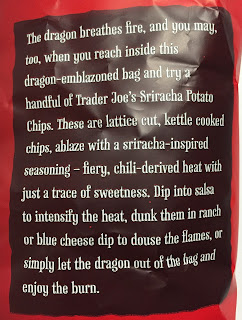 The dragon breathes fire, and you may,
too, when you reach inside this
dragon-emblazoned bag and try a
handful of Trader Joe's Sriracha Potato
Chips. These are lattice cut, kettle cooked
chips, ablaze with a sriracha-inspired
seasoning – fiery, chili-derived heat with
just a trace of sweetness. Dip into salsa
to intensify the heat, dunk them in ranch
or blue cheese dip to douse the flames, or
simply let the dragon out of the bag and
enjoy the burn.